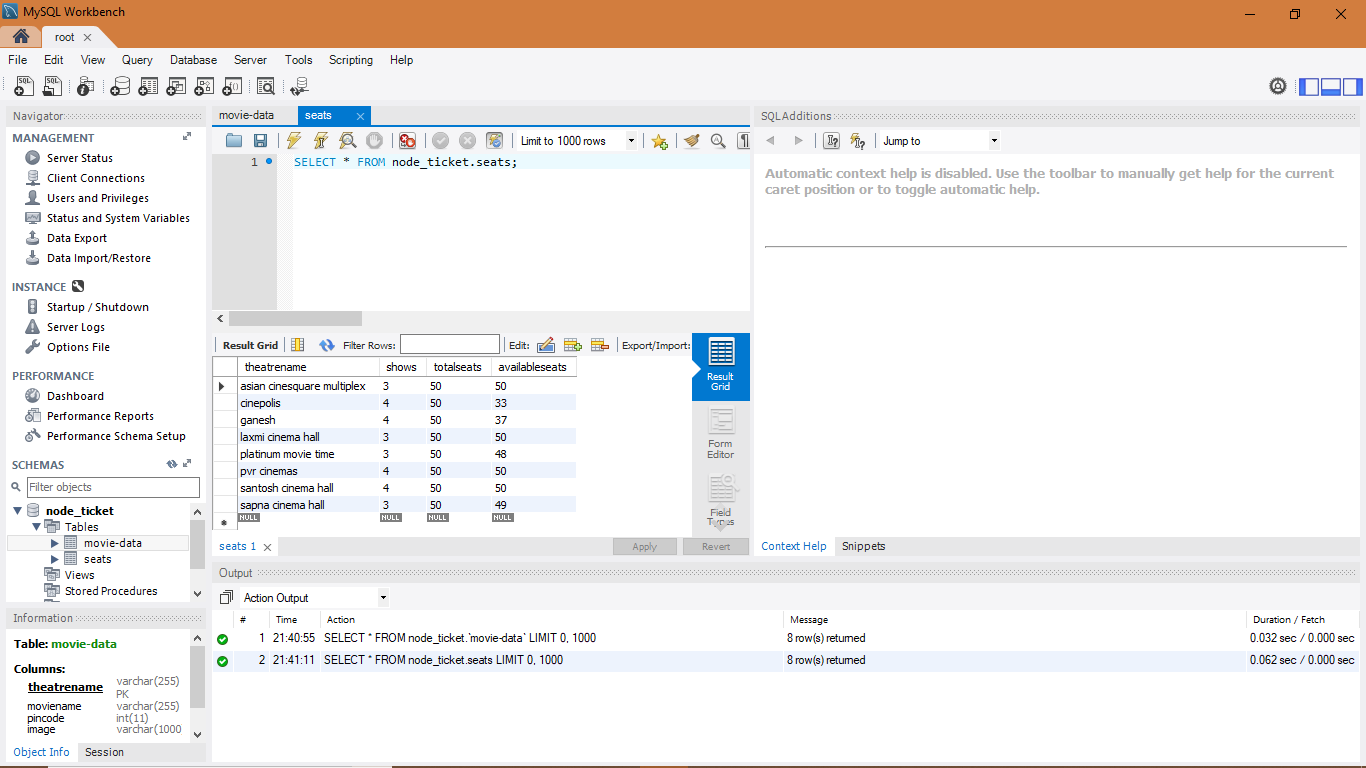 MySQL Workbench
root
File Edit View Query Database Server Tools Scripting Help
Navigator
MANAGEMENT
Server Status
Client Connections
Users and Privileges
Status and System Variables
Data Export
Data Import/Restore
INSTANCE
Startup / Shutdown
Server Logs
Options File
PERFORMANCE
Dashboard
Performance Reports
Performance Schema Setup
SCHEMAS
Filter objects
node_ticket
Tables
movie-data
seats
Views
Stored Procedures
Information
Table: movie-data
Columns:
theatrename varchar(255) PK
moviename varchar(255)
pincode int(11)
image varchar(1000
Object Info Session
movie-data seats
Limit to 1000 rows
1 SELECT * FROM node_ticket.seats;
Result Grid Filter Rows: Edit: Export/Import:
theatrename shows totalseats availableseats
asian cinesquare multiplex 3 50 50
cinepolis 4 50 33
ganesh 4 50 37
laxmi cinema hall 3 50 50
platinum movie time 3 50 48
pvr cinemas 4 50 50
santosh cinema hall 4 50 50
sapna cinema hall 3 50 49
NULL NULL NULL NULL
Result Grid
Form Editor
Field Types
seats 1
Apply Revert
SQLAdditions
Jump to
Automatic context help is disabled. Use the toolbar to manually get help for the current
caret position or to toggle automatic help.
Context Help Snippets
Output
Action Output
# Time Action Message Duration / Fetch
1 21:40:55 SELECT * FROM node_ticket.`movie-data` LIMIT 0, 1000 8 row(s) returned 0.032 sec / 0.000 sec
2 21:41:11 SELECT * FROM node_ticket.seats LIMIT 0, 1000 8 row(s) returned 0.062 sec / 0.000 sec